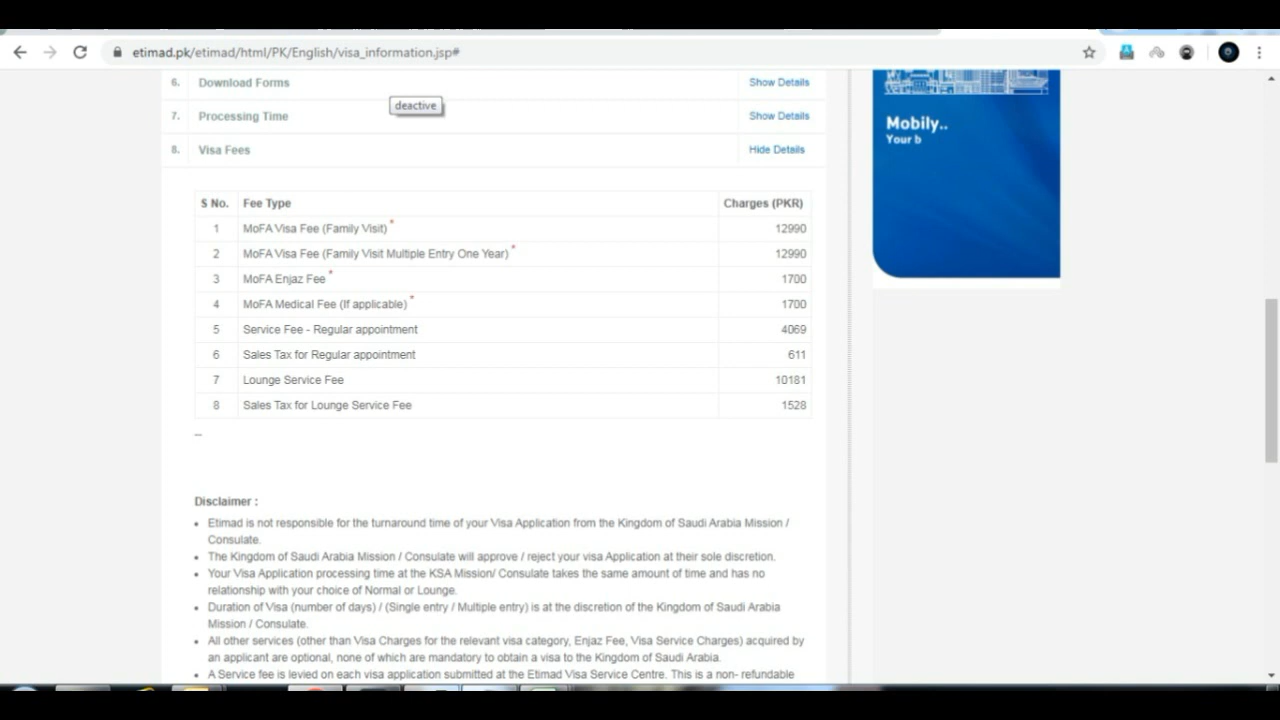 etimad.pk/etimad/html/PK/English/visa_information.jsp#
6. Download Forms Show Details
deactive
7. Processing Time Show Details
8. Visa Fees Hide Details
S No. Fee Type Charges (PKR)
1 MoFA Visa Fee (Family Visit) * 12990
2 MoFA Visa Fee (Family Visit Multiple Entry One Year) * 12990
3 MoFA Enjaz Fee * 1700
4 MoFA Medical Fee (If applicable) * 1700
5 Service Fee - Regular appointment 4069
6 Sales Tax for Regular appointment 611
7 Lounge Service Fee 10181
8 Sales Tax for Lounge Service Fee 1528
--
Disclaimer :
• Etimad is not responsible for the turnaround time of your Visa Application from the Kingdom of Saudi Arabia Mission /
Consulate.
• The Kingdom of Saudi Arabia Mission / Consulate will approve / reject your visa Application at their sole discretion.
• Your Visa Application processing time at the KSA Mission/ Consulate takes the same amount of time and has no
relationship with your choice of Normal or Lounge.
• Duration of Visa (number of days) / (Single entry / Multiple entry) is at the discretion of the Kingdom of Saudi Arabia
Mission / Consulate.
• All other services (other than Visa Charges for the relevant visa category, Enjaz Fee, Visa Service Charges) acquired by
an applicant are optional, none of which are mandatory to obtain a visa to the Kingdom of Saudi Arabia.
• A Service fee is levied on each visa application submitted at the Etimad Visa Service Centre. This is a non- refundable
Mobily..
Your b